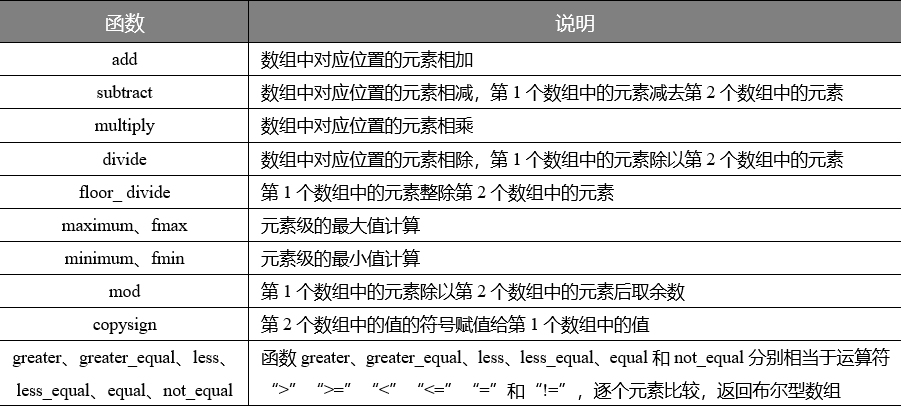 函数 说明
add 数组中对应位置的元素相加
subtract 数组中对应位置的元素相减，第 1 个数组中的元素减去第 2 个数组中的元素
multiply 数组中对应位置的元素相乘
divide 数组中对应位置的元素相除，第 1 个数组中的元素除以第 2 个数组中的元素
floor_ divide 第 1 个数组中的元素整除第 2 个数组中的元素
maximum、fmax 元素级的最大值计算
minimum、fmin 元素级的最小值计算
mod 第 1 个数组中的元素除以第 2 个数组中的元素后取余数
copysign 第 2 个数组中的值的符号赋值给第 1 个数组中的值
greater、greater_equal、less、 函数 greater、greater_equal、less、less_equal、equal 和 not_equal 分别相当于运算符
less_equal、equal、not_equal “>” “>=” “<” “<=” “=”和“!=”，逐个元素比较，返回布尔型数组